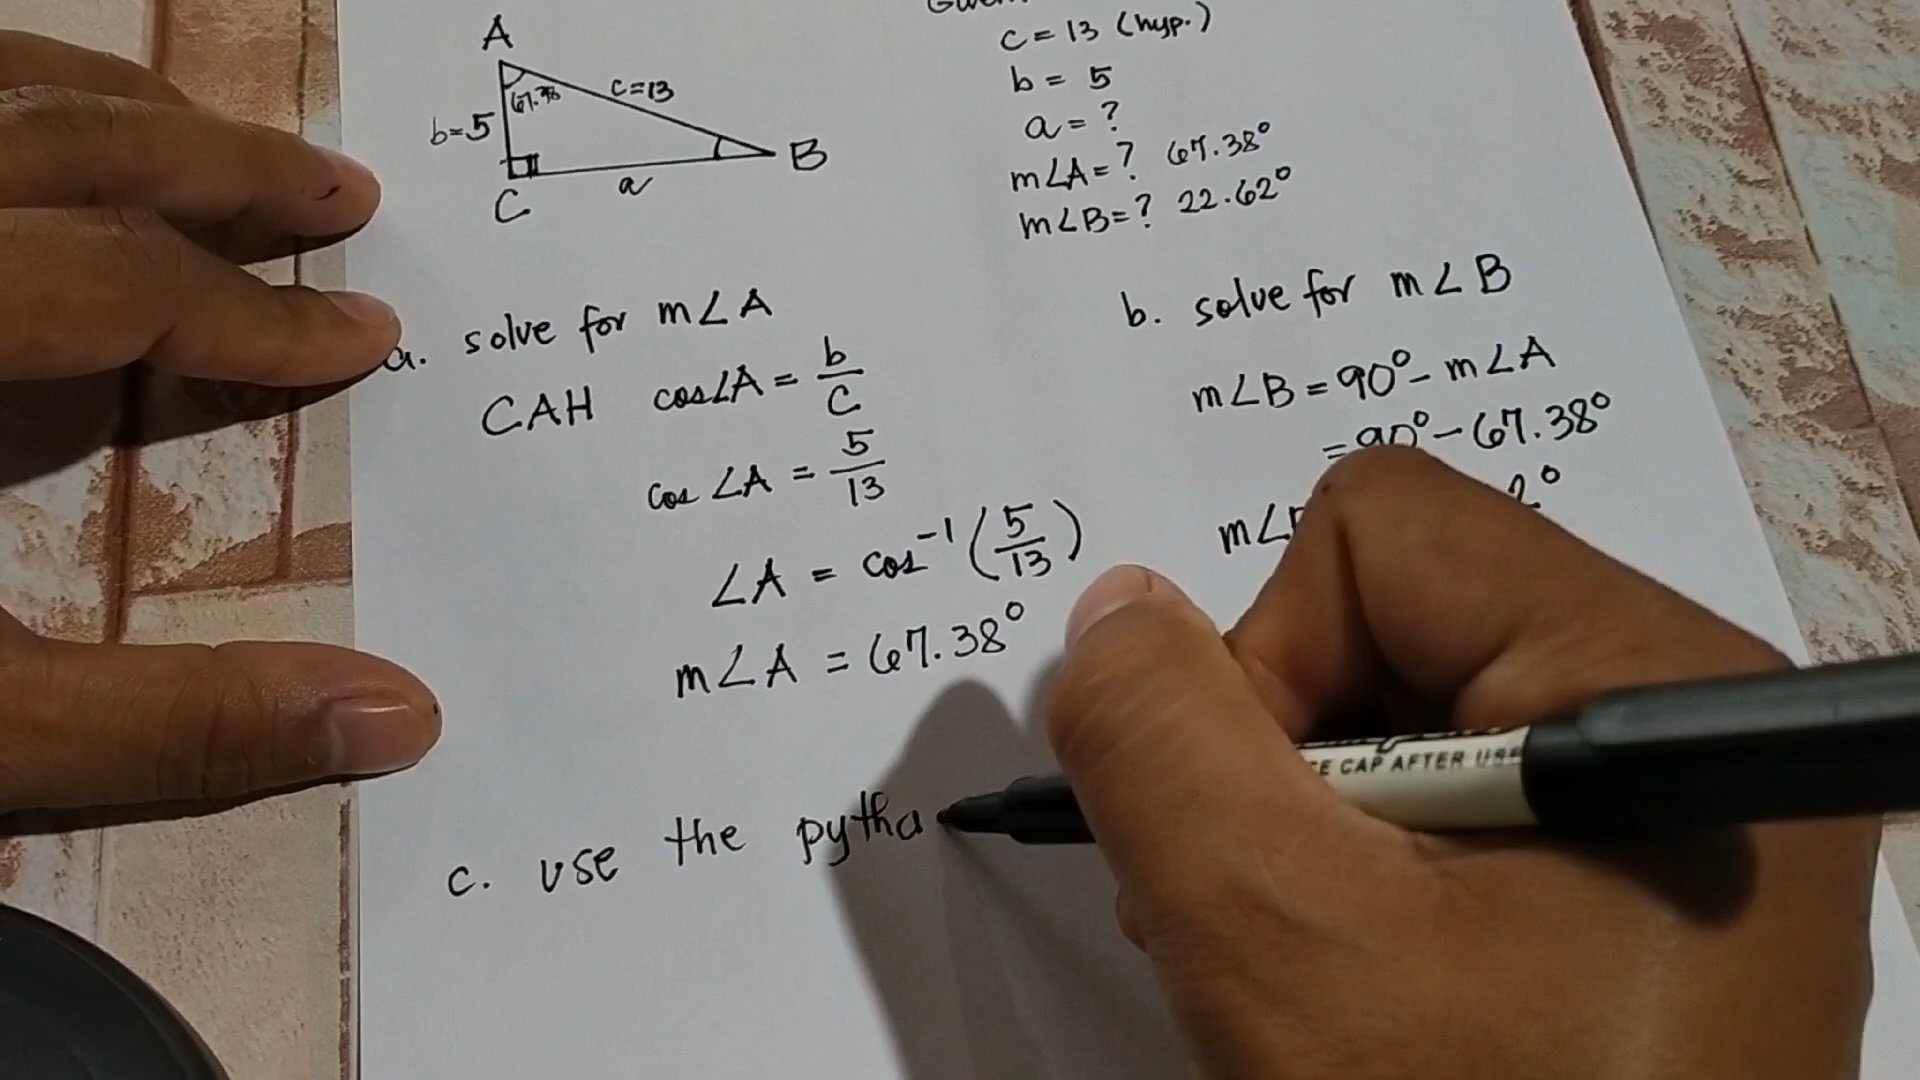 A
67.38
c=13
b=5
B
C
a
c = 13 (hyp.)
b = 5
a = ?
m∠A = ? 67.38°
m∠B = ? 22.62°
a. solve for m∠A
CAH cos∠A = b/c
cos ∠A = 5/13
∠A = cos⁻¹ (5/13)
m∠A = 67.38°
b. solve for m∠B
m∠B = 90° - m∠A
= 90° - 67.38°
m∠ 2°
c. use the pytha
CAP AFTER USE